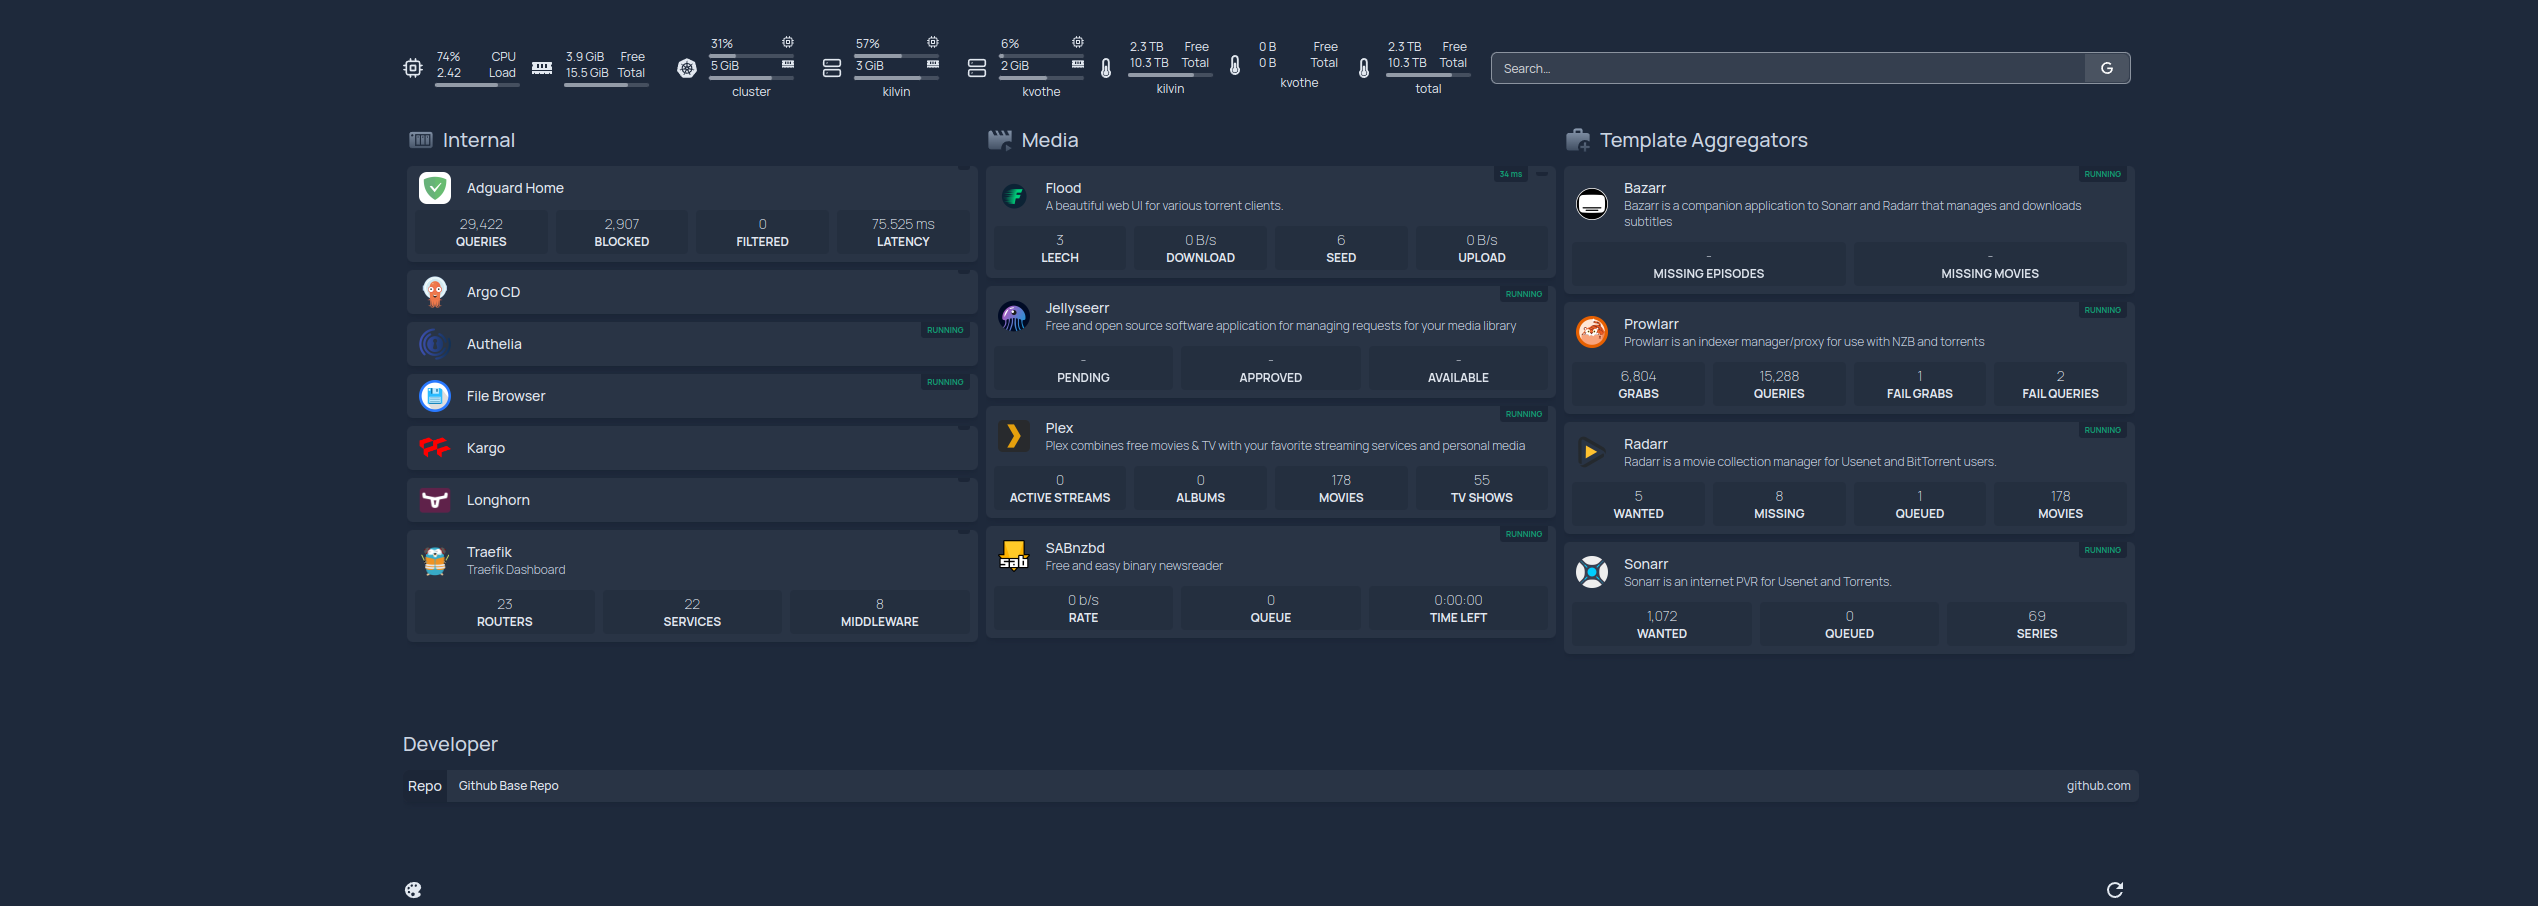 74% CPU
2.42 Load
3.9 GiB Free
15.5 GiB Total
31%
5 GiB
cluster
57%
3 GiB
kilvin
6%
2 GiB
kvothe
2.3 TB Free
10.3 TB Total
kilvin
0 B Free
0 B Total
kvothe
2.3 TB Free
10.3 TB Total
total
Search...
G
Internal
Adguard Home
29,422 2,907 0 75.525 ms
QUERIES BLOCKED FILTERED LATENCY
Argo CD
RUNNING
Authelia
RUNNING
File Browser
Kargo
Longhorn
Traefik
Traefik Dashboard
23 22 8
ROUTERS SERVICES MIDDLEWARE
Media
34 ms
Flood
A beautiful web UI for various torrent clients.
3 0 B/s 6 0 B/s
LEECH DOWNLOAD SEED UPLOAD
RUNNING
Jellyseerr
Free and open source software application for managing requests for your media library
- - -
PENDING APPROVED AVAILABLE
RUNNING
Plex
Plex combines free movies & TV with your favorite streaming services and personal media
0 0 178 55
ACTIVE STREAMS ALBUMS MOVIES TV SHOWS
RUNNING
sab
SABnzbd
Free and easy binary newsreader
0 b/s 0 0:00:00
RATE QUEUE TIME LEFT
Template Aggregators
RUNNING
Bazarr
Bazarr is a companion application to Sonarr and Radarr that manages and downloads
subtitles
- -
MISSING EPISODES MISSING MOVIES
RUNNING
Prowlarr
Prowlarr is an indexer manager/proxy for use with NZB and torrents
6,804 15,288 1 2
GRABS QUERIES FAIL GRABS FAIL QUERIES
RUNNING
Radarr
Radarr is a movie collection manager for Usenet and BitTorrent users.
5 8 1 178
WANTED MISSING QUEUED MOVIES
RUNNING
Sonarr
Sonarr is an internet PVR for Usenet and Torrents.
1,072 0 69
WANTED QUEUED SERIES
Developer
Repo Github Base Repo github.com